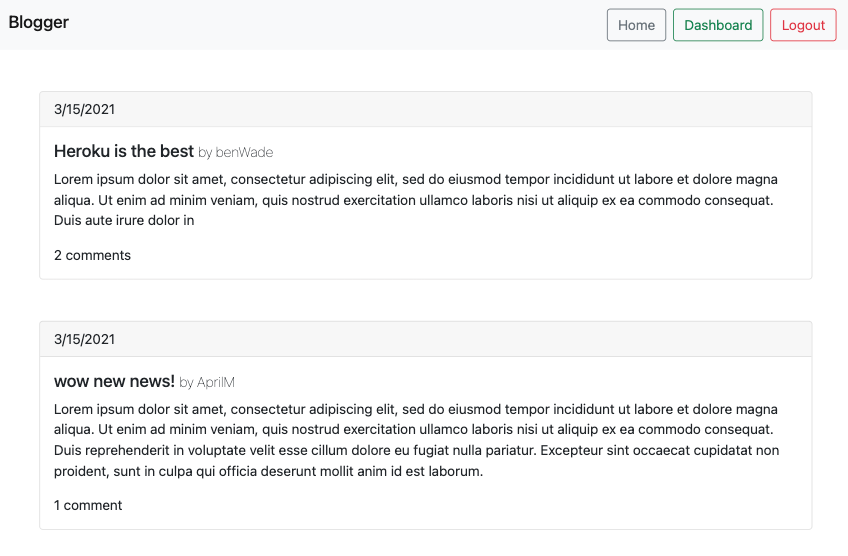 Blogger
Home
Dashboard
Logout
3/15/2021
Heroku is the best by benWade
Lorem ipsum dolor sit amet, consectetur adipiscing elit, sed do eiusmod tempor incididunt ut labore et dolore magna
aliqua. Ut enim ad minim veniam, quis nostrud exercitation ullamco laboris nisi ut aliquip ex ea commodo consequat.
Duis aute irure dolor in
2 comments
3/15/2021
wow new news! by AprilM
Lorem ipsum dolor sit amet, consectetur adipiscing elit, sed do eiusmod tempor incididunt ut labore et dolore magna
aliqua. Ut enim ad minim veniam, quis nostrud exercitation ullamco laboris nisi ut aliquip ex ea commodo consequat.
Duis reprehenderit in voluptate velit esse cillum dolore eu fugiat nulla pariatur. Excepteur sint occaecat cupidatat non
proident, sunt in culpa qui officia deserunt mollit anim id est laborum.
1 comment